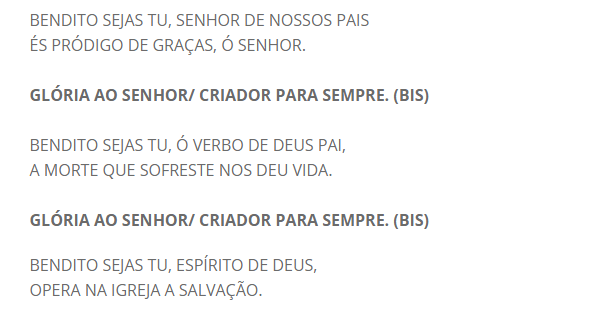 BENDITO SEJAS TU, SENHOR DE NOSSOS PAIS
ÉS PRÓDIGO DE GRAÇAS, Ó SENHOR.
GLÓRIA AO SENHOR/ CRIADOR PARA SEMPRE. (BIS)
BENDITO SEJAS TU, Ó VERBO DE DEUS PAI,
A MORTE QUE SOFRESTE NOS DEU VIDA.
GLÓRIA AO SENHOR/ CRIADOR PARA SEMPRE. (BIS)
BENDITO SEJAS TU, ESPÍRITO DE DEUS,
OPERA NA IGREJA A SALVAÇÃO.